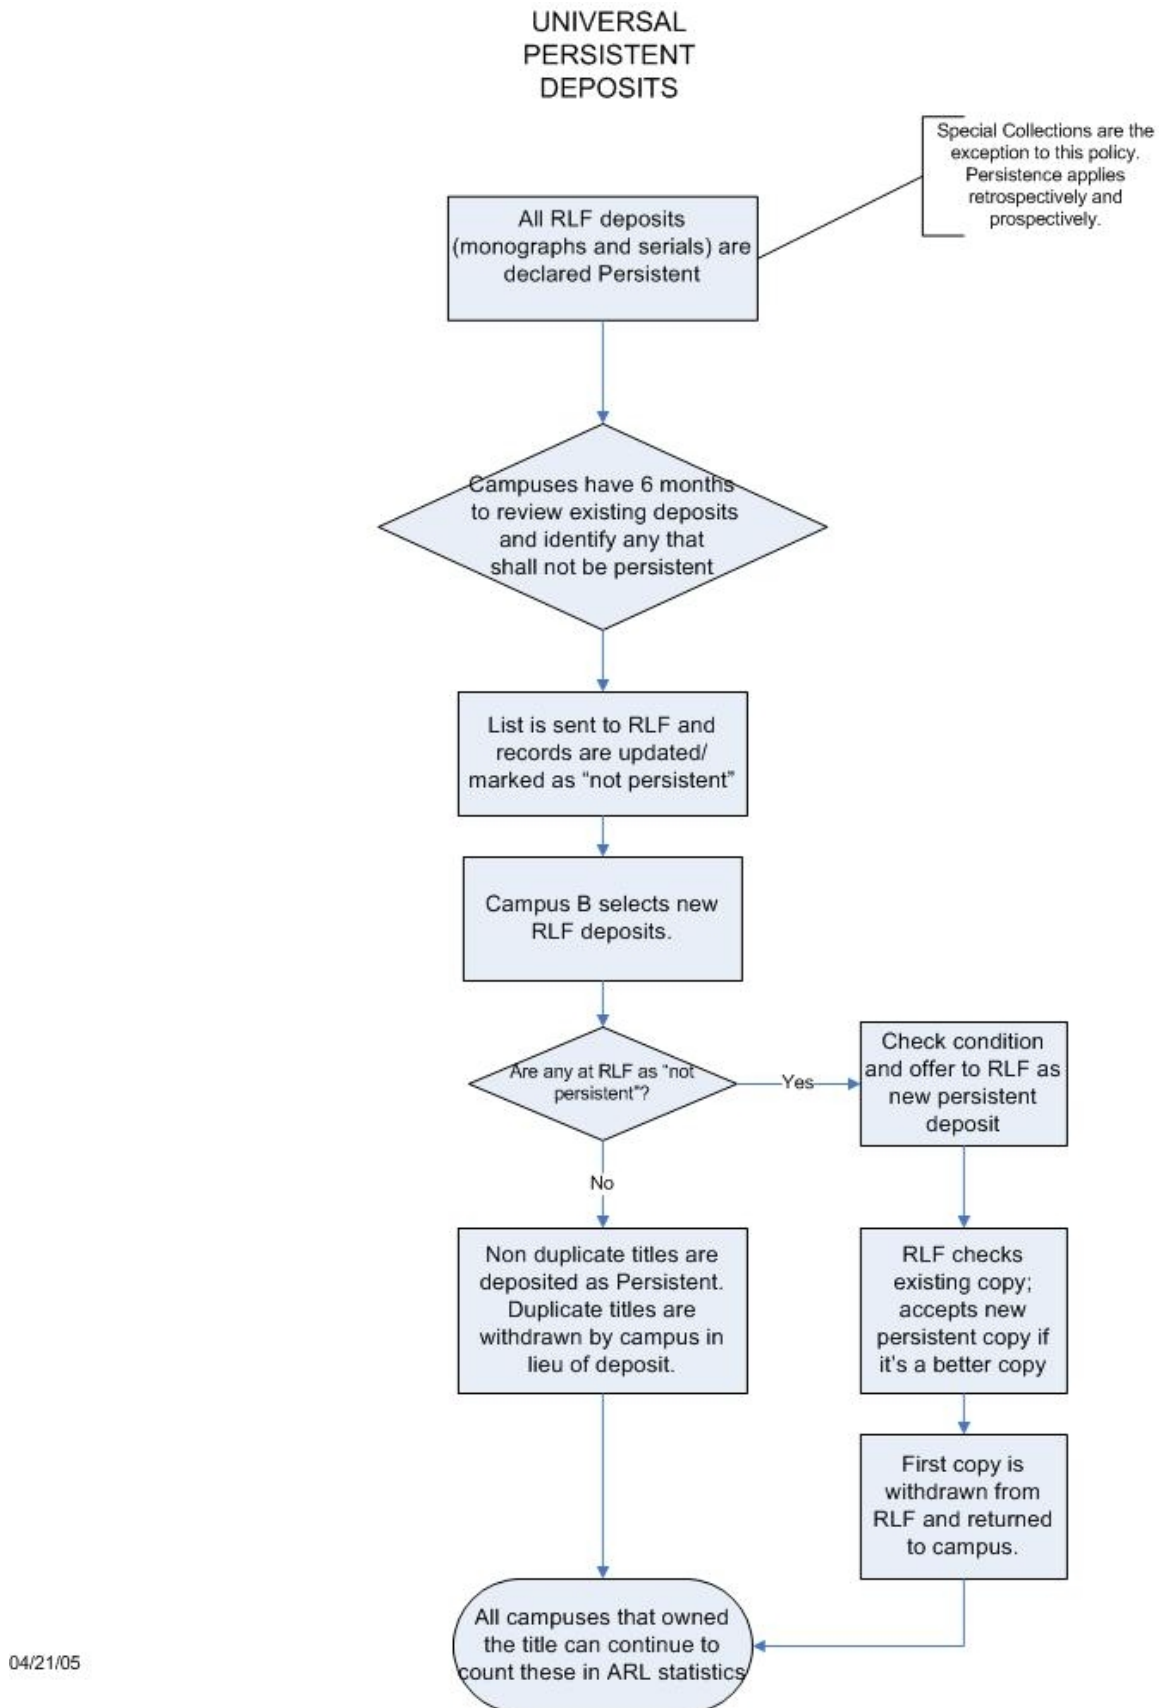 UNIVERSAL
PERSISTENT
DEPOSITS
Special Collections are the
exception to this policy.
Persistence applies
retrospectively and
prospectively.
All RLF deposits
(monographs and serials) are
declared Persistent
Campuses have 6 months
to review existing deposits
and identify any that
shall not be persistent
List is sent to RLF and
records are updated/
marked as “not persistent”
Campus B selects new
RLF deposits.
Are any at RLF as “not
persistent”?
Yes
Check condition
and offer to RLF as
new persistent
deposit
No
Non duplicate titles are
deposited as Persistent.
Duplicate titles are
withdrawn by campus in
lieu of deposit.
RLF checks
existing copy;
accepts new
persistent copy if
it's a better copy
First copy is
withdrawn from
RLF and returned
to campus.
All campuses that owned
the title can continue to
count these in ARL statistics
04/21/05